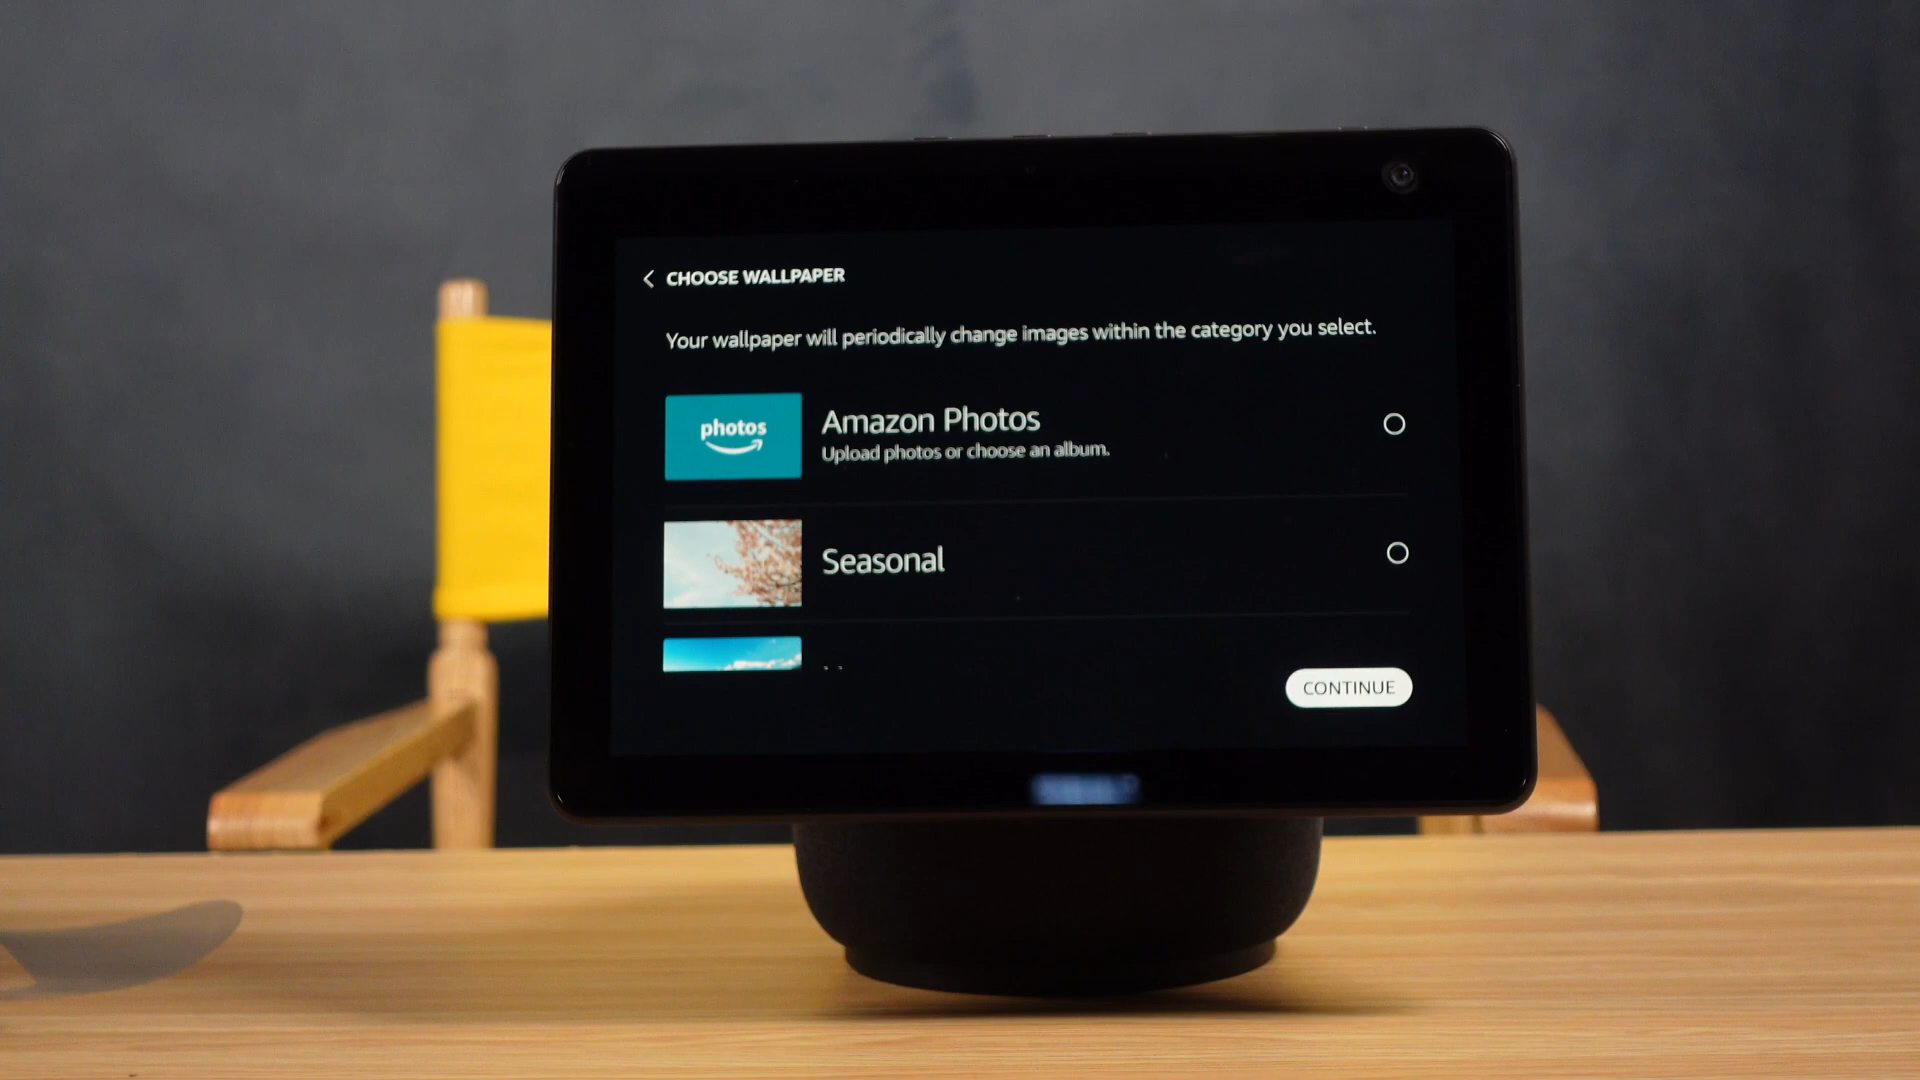 CHOOSE WALLPAPER
Your wallpaper will periodically change images within the category you select.
photos
Amazon Photos
Upload photos or choose an album.
Seasonal
CONTINUE